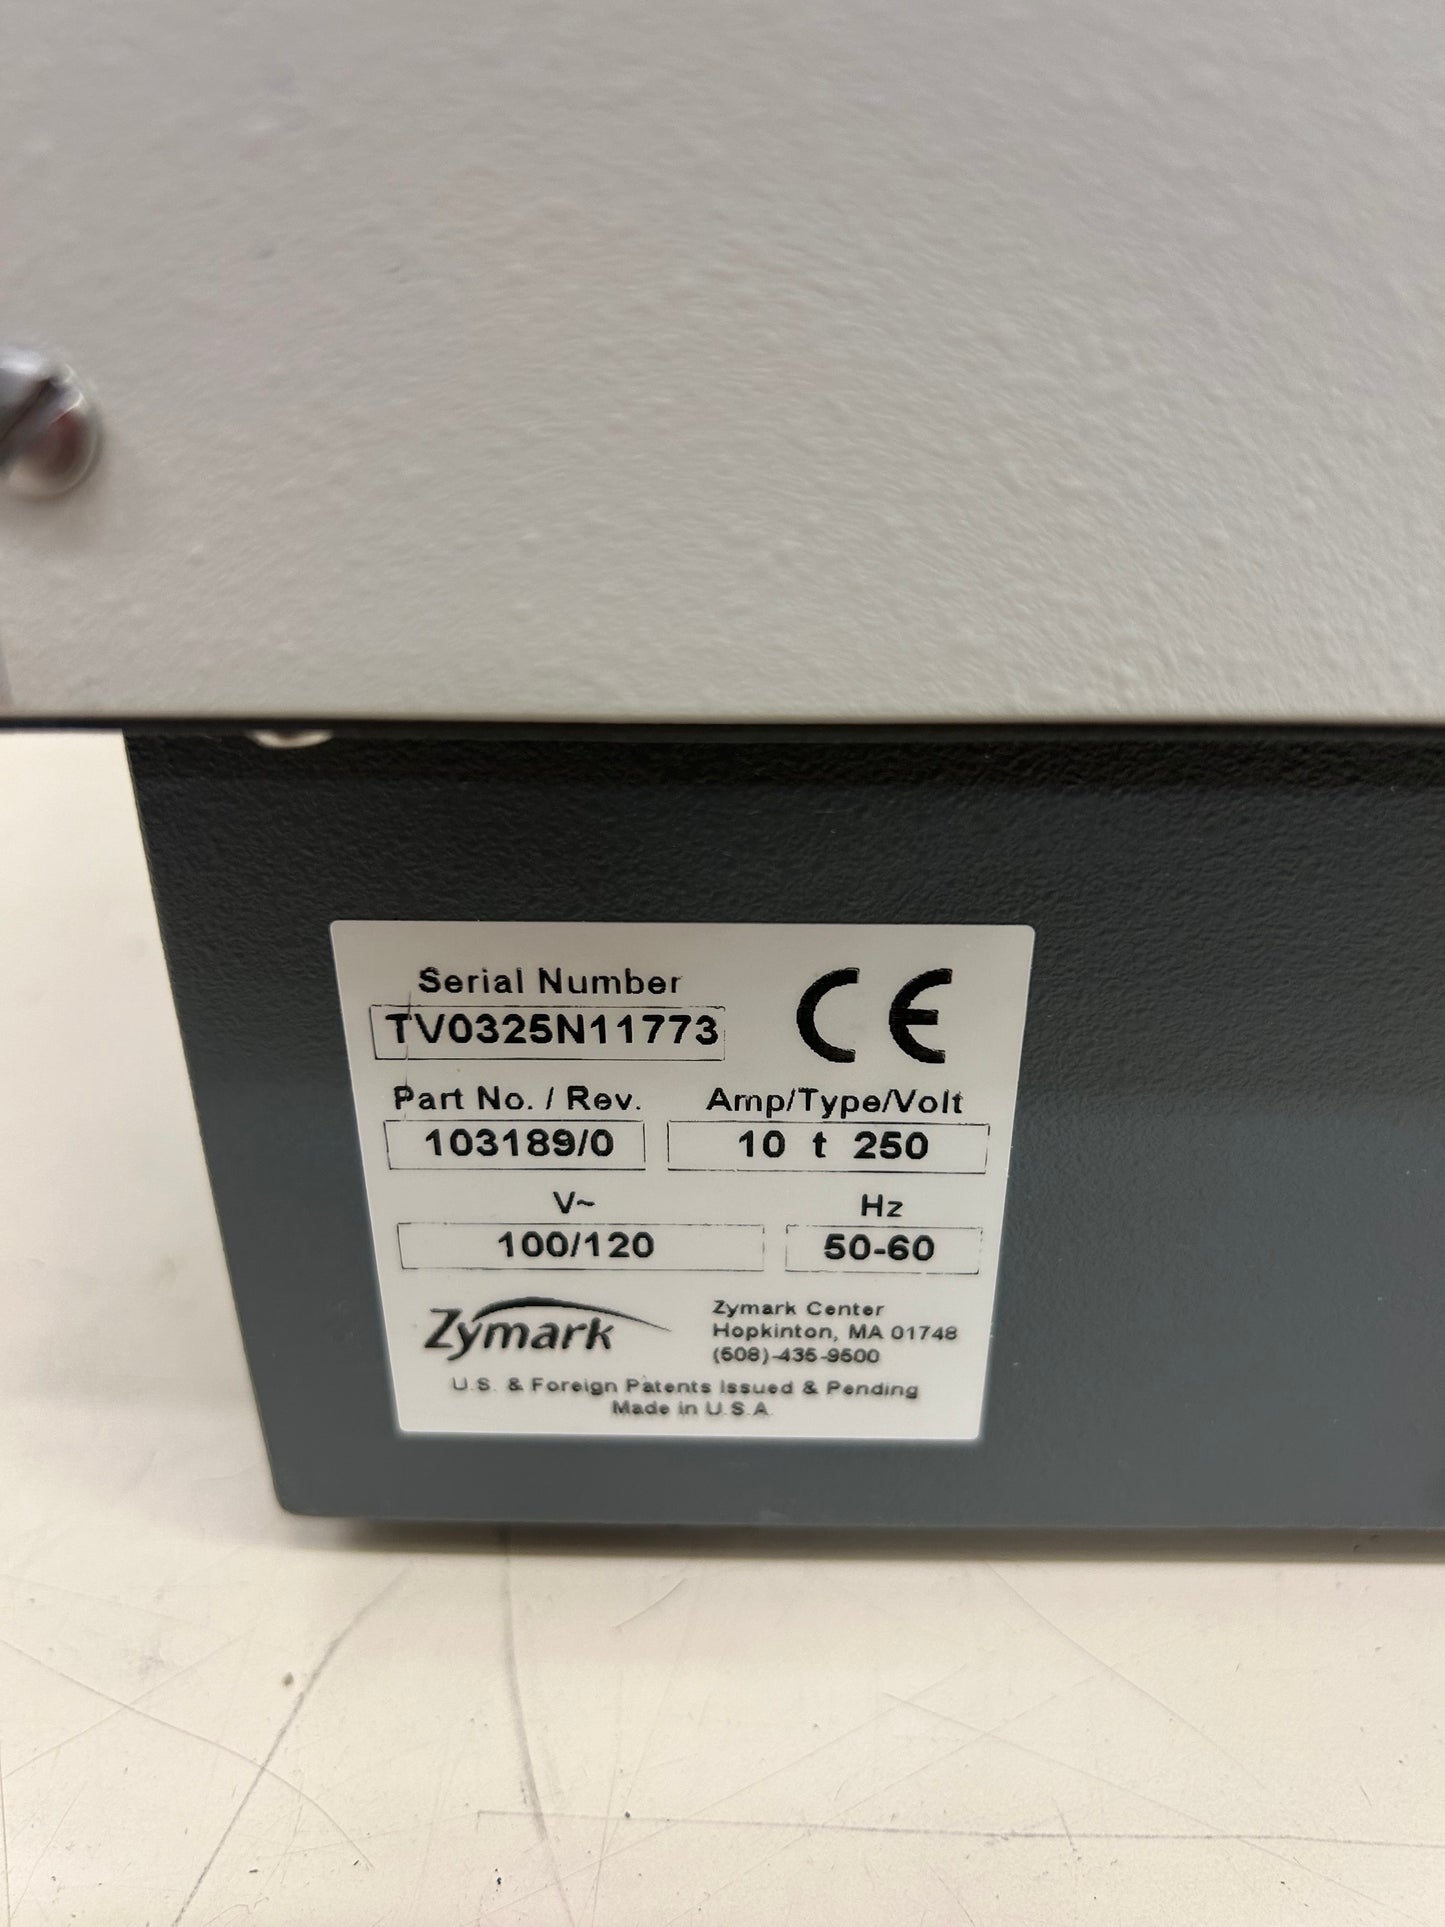 Serial Number
TV0325N11773
CE
Part No. / Rev.
103189/0
Amp/Type/Volt
10 t 250
V~
100/120
Hz
50-60
Zymark
Zymark Center
Hopkinton, MA 01748
(508)-435-9500
U.S. & Foreign Patents Issued & Pending
Made in U.S.A.